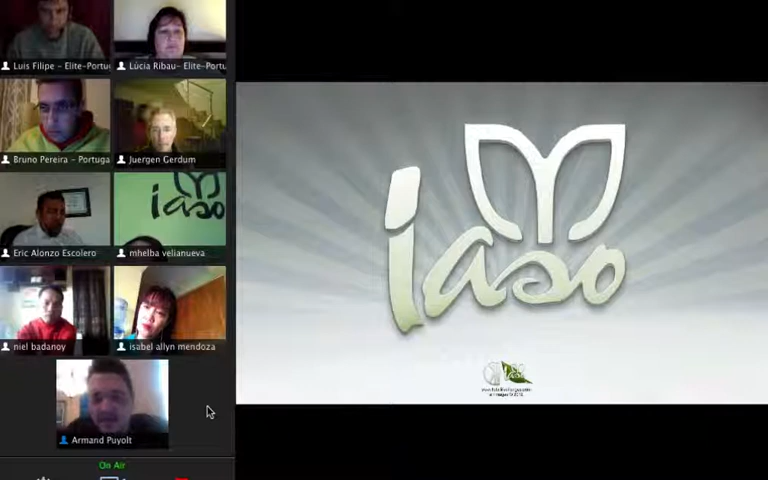 Luis Filipe - Elite-Portu
Lúcia Ribau- Elite-Portu
Bruno Pereira - Portuga
Juergen Gerdum
iaso
Eric Alonzo Escolero
mhelba velianueva
niel badanoy
isabel allyn mendoza
Armand Puyolt
On Air
iaso
iaso